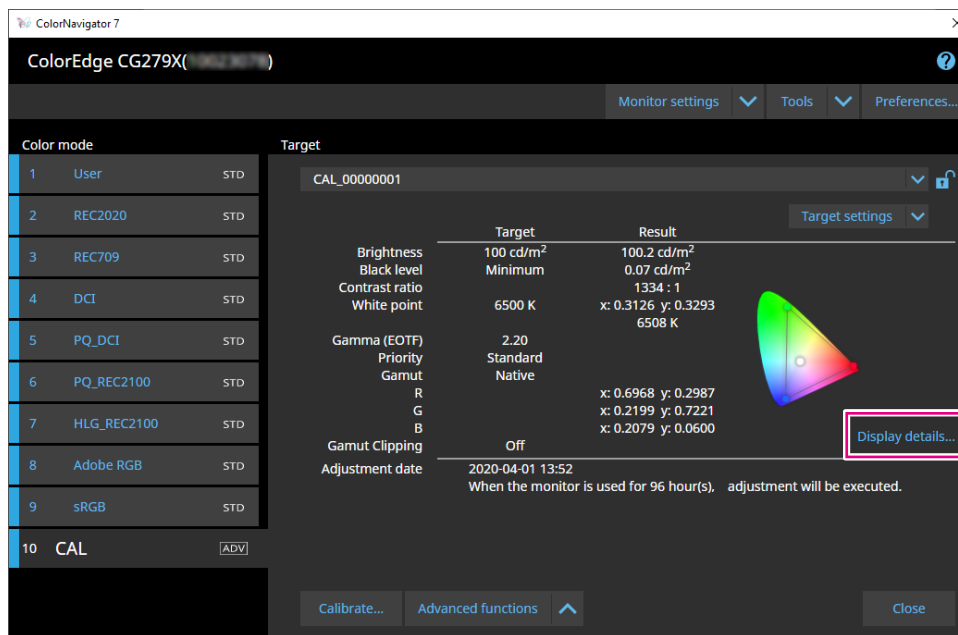 ColorNavigator 7
ColorEdge CG279X( )
Monitor settings Tools Preferences...
Color mode
Target
1 User STD
2 REC2020 STD
3 REC709 STD
4 DCI STD
5 PQ_DCI STD
6 PQ_REC2100 STD
7 HLG_REC2100 STD
8 Adobe RGB STD
9 sRGB STD
10 CAL ADV
CAL_00000001
Target settings
Target Result
Brightness 100 cd/m² 100.2 cd/m²
Black level Minimum 0.07 cd/m²
Contrast ratio 1334 : 1
White point 6500 K x: 0.3126 y: 0.3293
6508 K
Gamma (EOTF) 2.20
Priority Standard
Gamut Native
R x: 0.6968 y: 0.2987
G x: 0.2199 y: 0.7221
B x: 0.2079 y: 0.0600
Gamut Clipping Off
Display details...
Adjustment date 2020-04-01 13:52
When the monitor is used for 96 hour(s), adjustment will be executed.
Calibrate... Advanced functions Close